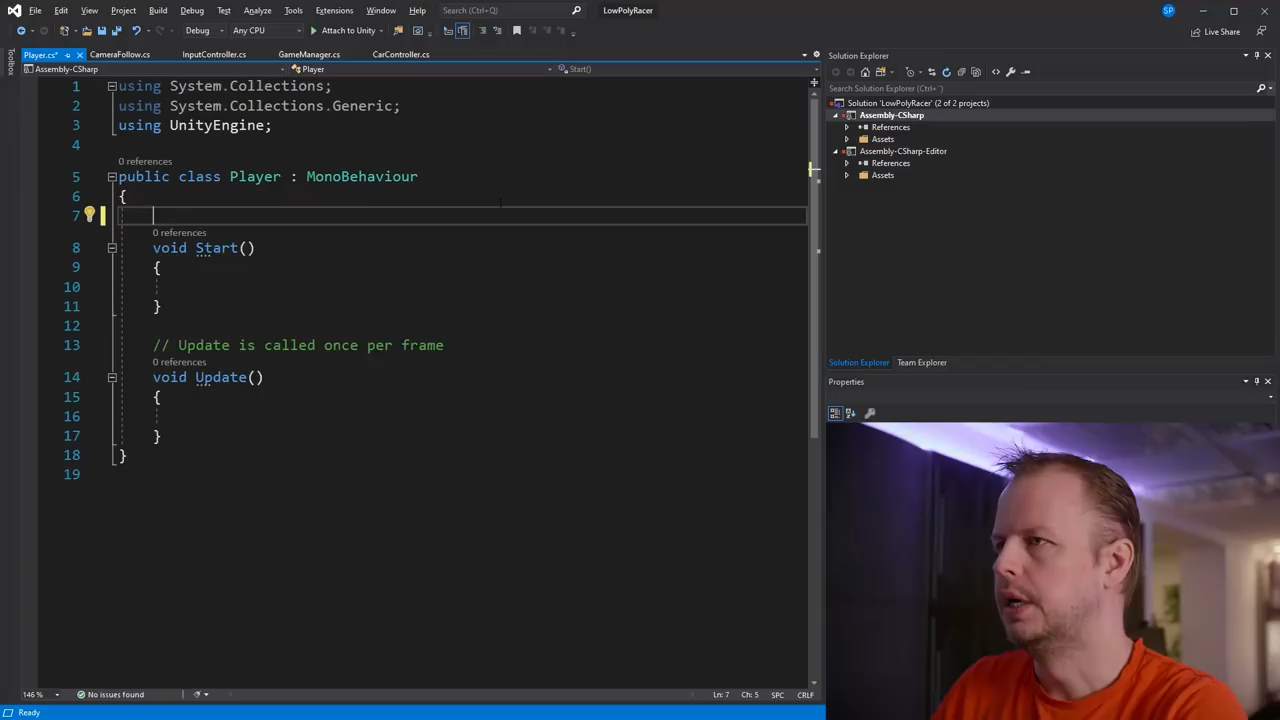 File Edit View Project Build Debug Test Analyze Tools Extensions Window Help Search (Ctrl+Q) LowPolyRacer SP
Debug Any CPU Attach to Unity Live Share
Toolbox
Player.cs* CameraFollow.cs InputController.cs GameManager.cs CarController.cs
Assembly-CSharp Player Start()
1 using System.Collections;
2 using System.Collections.Generic;
3 using UnityEngine;
4
0 references
5 public class Player : MonoBehaviour
6 {
7
0 references
8 void Start()
9 {
10
11 }
12
13 // Update is called once per frame
0 references
14 void Update()
15 {
16
17 }
18 }
19
146 % No issues found Ln: 7 Ch: 5 SPC CRLF
Ready
Solution Explorer
Search Solution Explorer (Ctrl+¨)
Solution 'LowPolyRacer' (2 of 2 projects)
Assembly-CSharp
References
Assets
Assembly-CSharp-Editor
References
Assets
Solution Explorer Team Explorer
Properties